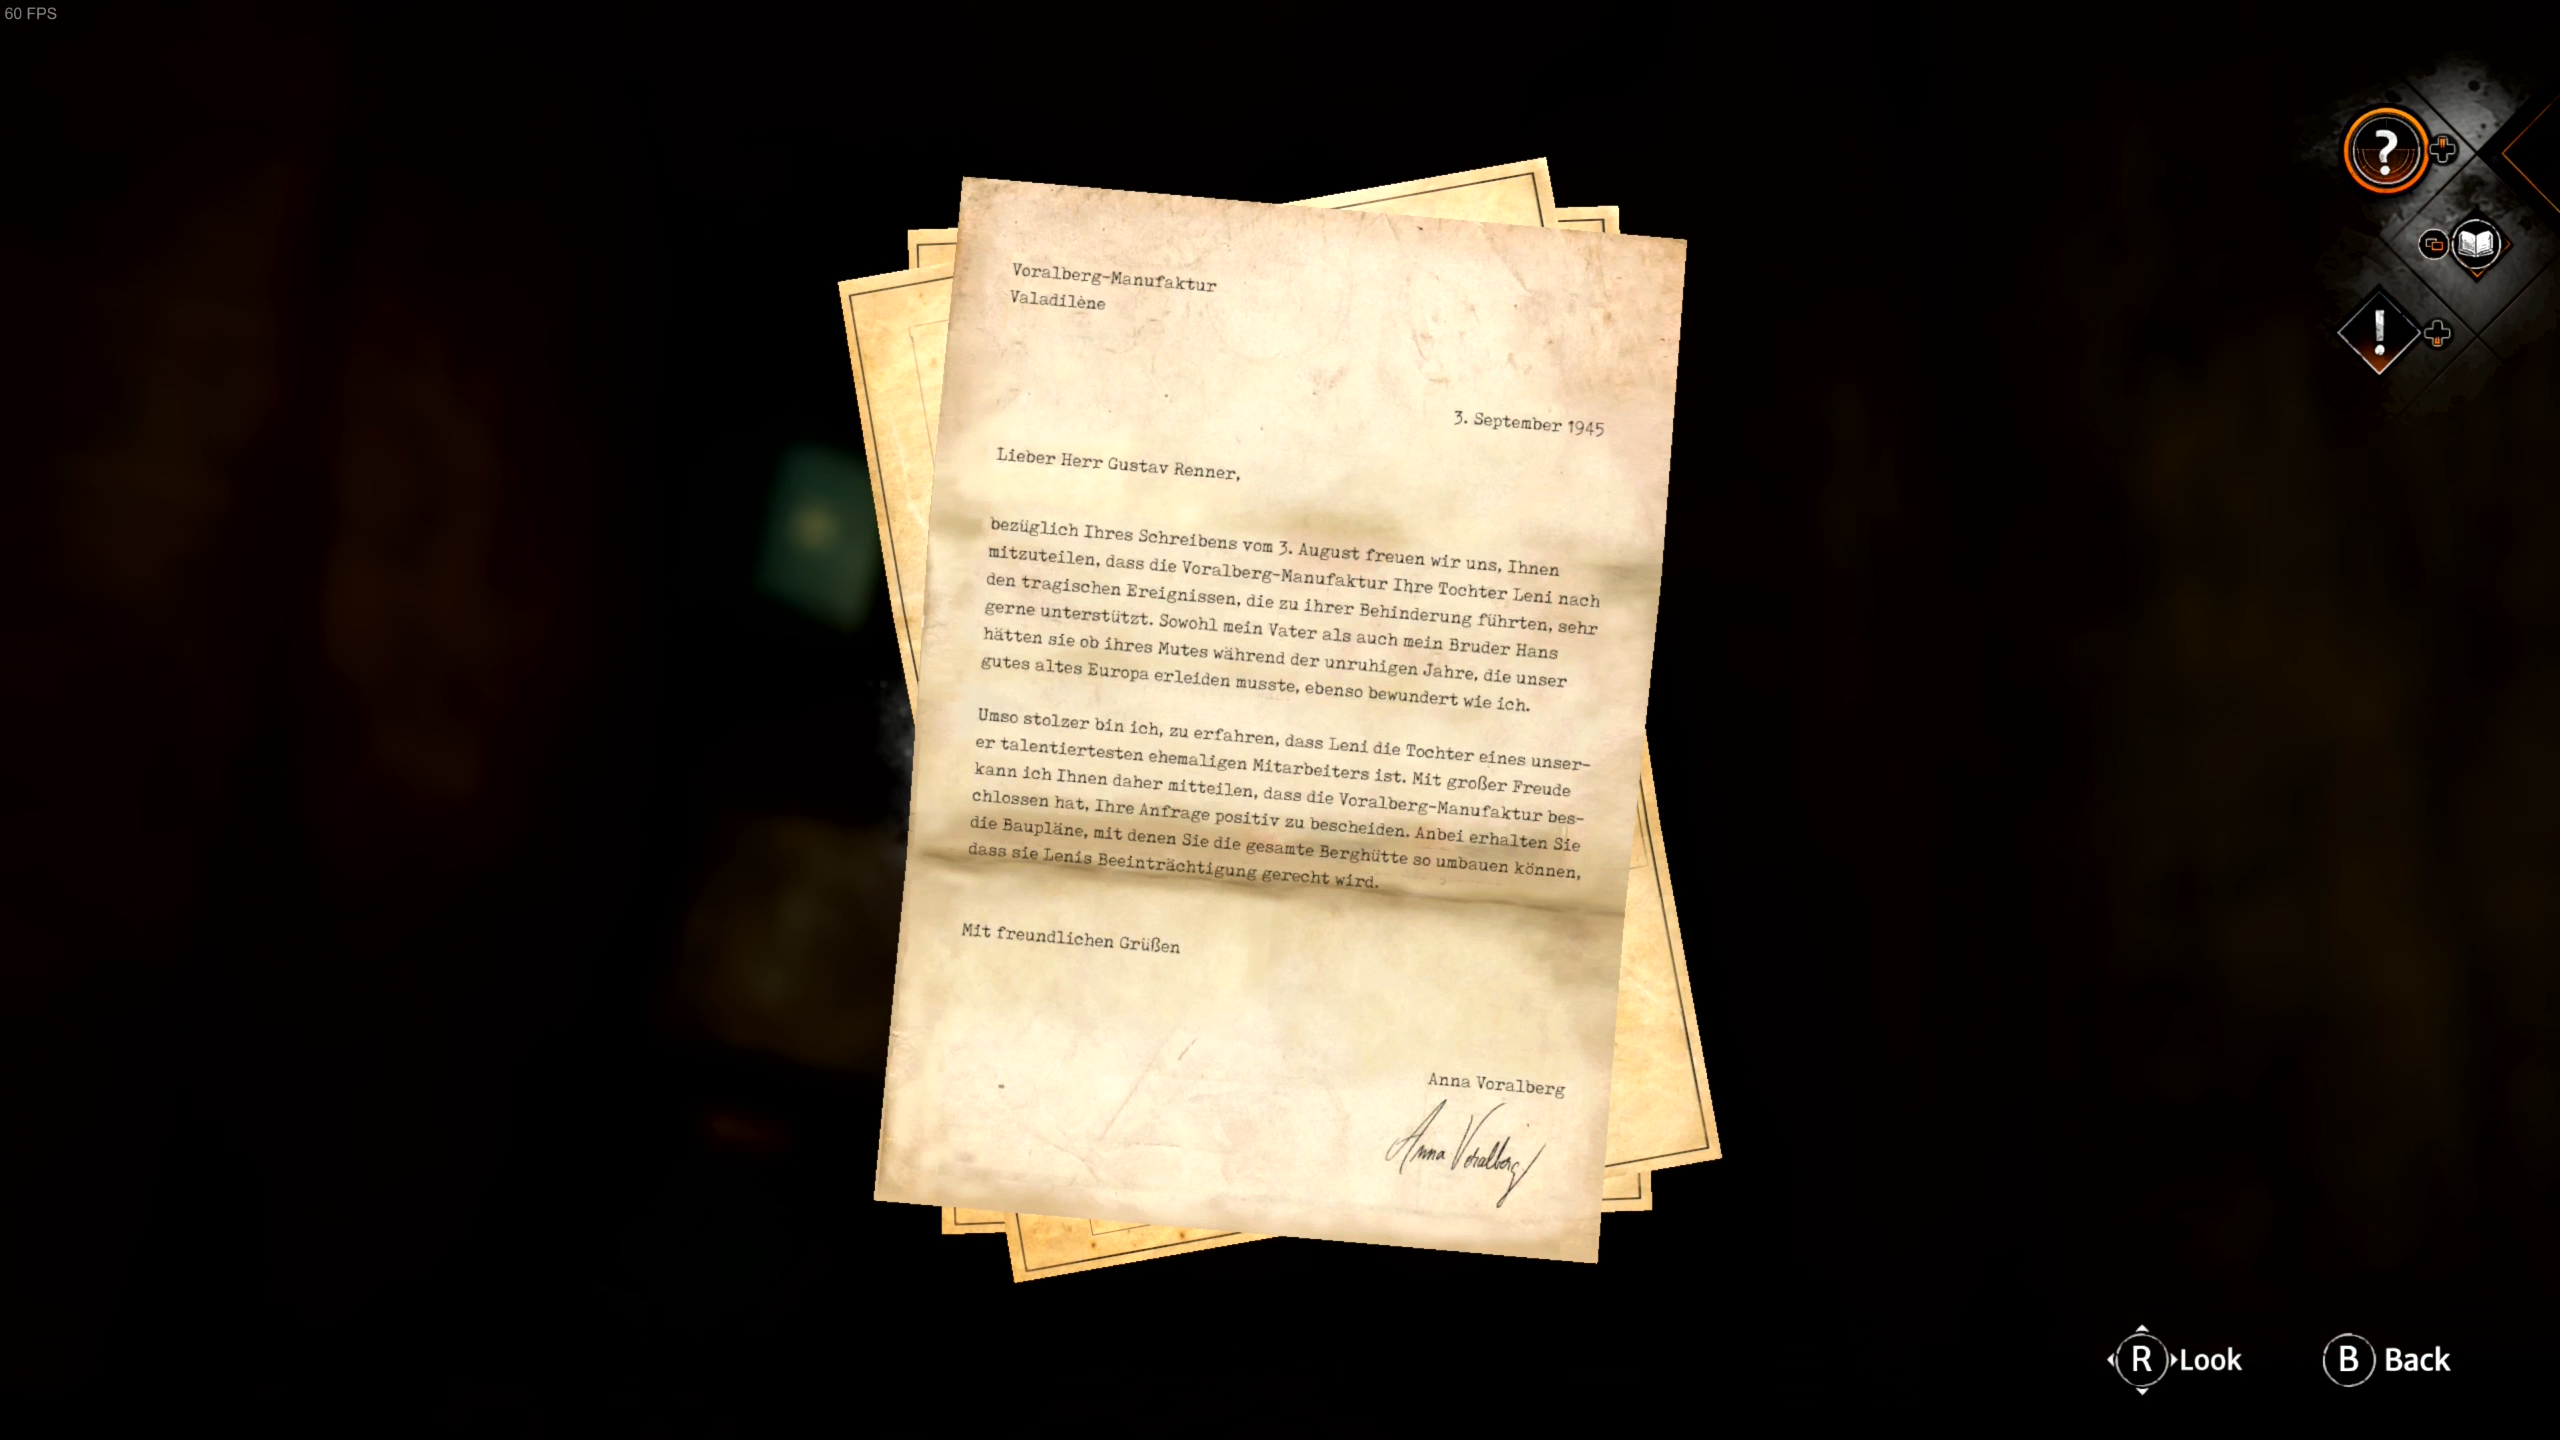 60 FPS
Voralberg-Manufaktur
Valadilène
3. September 1945
Lieber Herr Gustav Renner,
bezüglich Ihres Schreibens vom 3. August freuen wir uns, Ihnen
mitzuteilen, dass die Voralberg-Manufaktur Ihre Tochter Leni nach
den tragischen Ereignissen, die zu ihrer Behinderung führten, sehr
gerne unterstützt. Sowohl mein Vater als auch mein Bruder Hans
hätten sie ob ihres Mutes während der unruhigen Jahre, die unser
gutes altes Europa erleiden musste, ebenso bewundert wie ich.
Umso stolzer bin ich, zu erfahren, dass Leni die Tochter eines unser-
er talentiertesten ehemaligen Mitarbeiters ist. Mit großer Freude
kann ich Ihnen daher mitteilen, dass die Voralberg-Manufaktur bes-
chlossen hat, Ihre Anfrage positiv zu bescheiden. Anbei erhalten Sie
die Baupläne, mit denen Sie die gesamte Berghütte so umbauen können,
dass sie Lenis Beeinträchtigung gerecht wird.
Mit freundlichen Grüßen
Anna Voralberg
Anna Voralberg
R Look
B Back